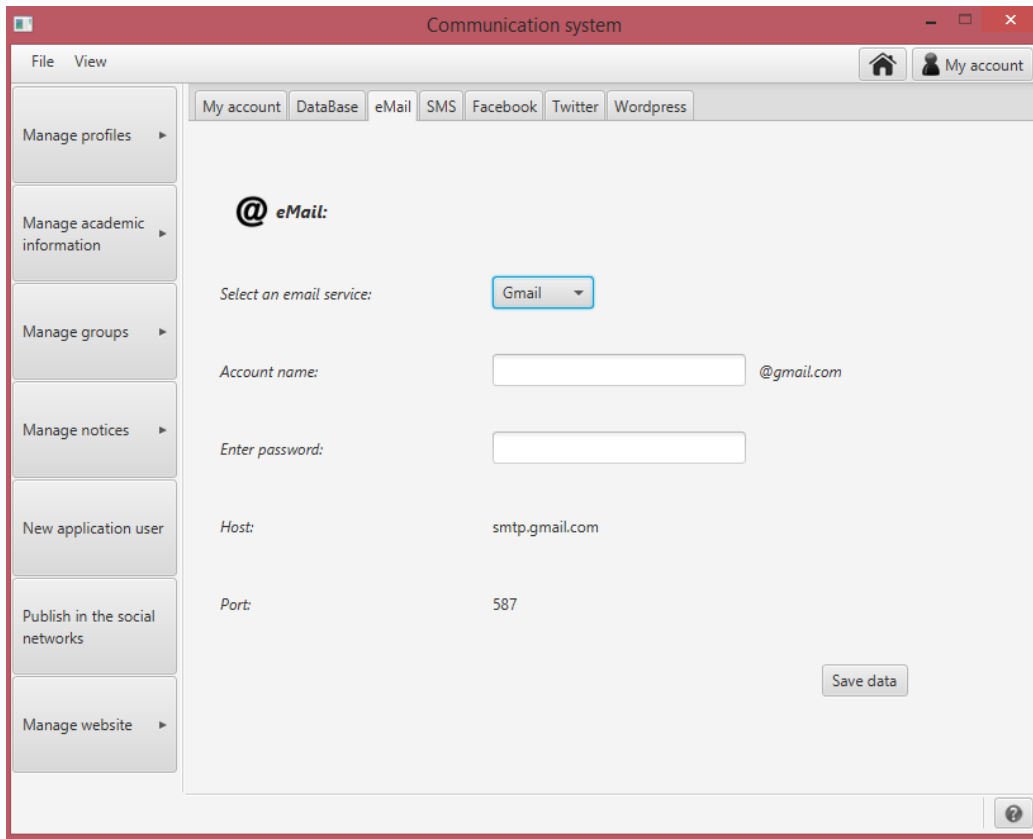 Communication system
File View
My account
My account DataBase eMail SMS Facebook Twitter Wordpress
Manage profiles
Manage academic
information
Manage groups
Manage notices
New application user
Publish in the social
networks
Manage website
@ eMail:
Select an email service: Gmail
Account name: @gmail.com
Enter password:
Host: smtp.gmail.com
Port: 587
Save data
?